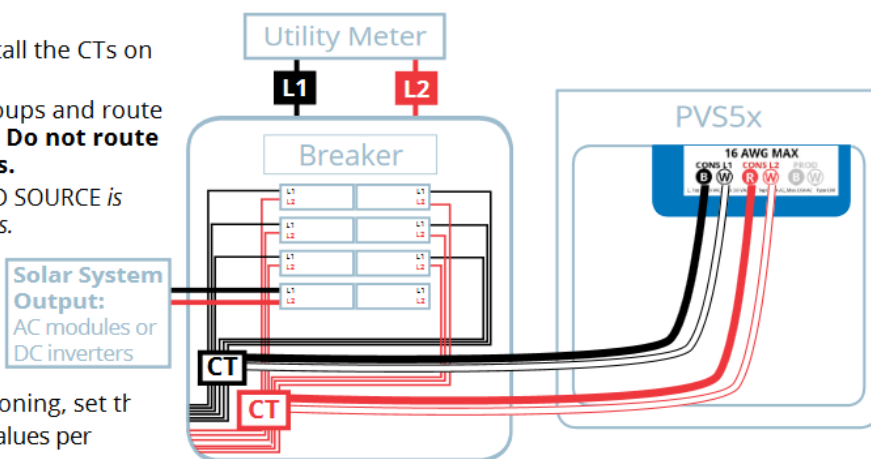 tall the CTs on
oups and route
Do not route
s.
D SOURCE is
s.
Utility Meter
L1
L2
Breaker
L1
L2
L1
L2
L1
L2
L1
L2
L1
L2
L1
L2
L1
L2
L1
L2
Solar System
Output:
AC modules or
DC inverters
CT
CT
PVS5x
16 AWG MAX
CONS L1 CONS L2 PROD
B W R W B W
oning, set th
alues per